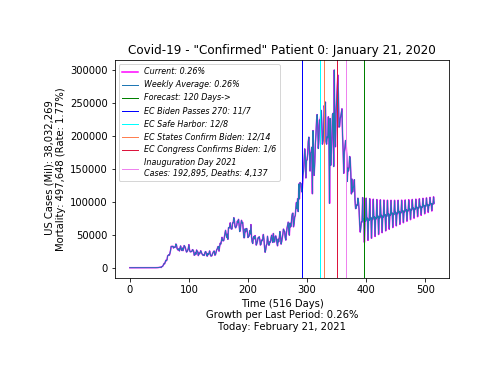 Covid-19 - "Confirmed" Patient 0: January 21, 2020
Current: 0.26%
Weekly Average: 0.26%
Forecast: 120 Days->
EC Biden Passes 270: 11/7
EC Safe Harbor: 12/8
EC States Confirm Biden: 12/14
EC Congress Confirms Biden: 1/6
Inauguration Day 2021
Cases: 192,895, Deaths: 4,137
300000
250000
200000
150000
100000
50000
0
US Cases (Mil): 38,032,269
Mortality: 497,648 (Rate: 1.77%)
0 100 200 300 400 500
Time (516 Days)
Growth per Last Period: 0.26%
Today: February 21, 2021